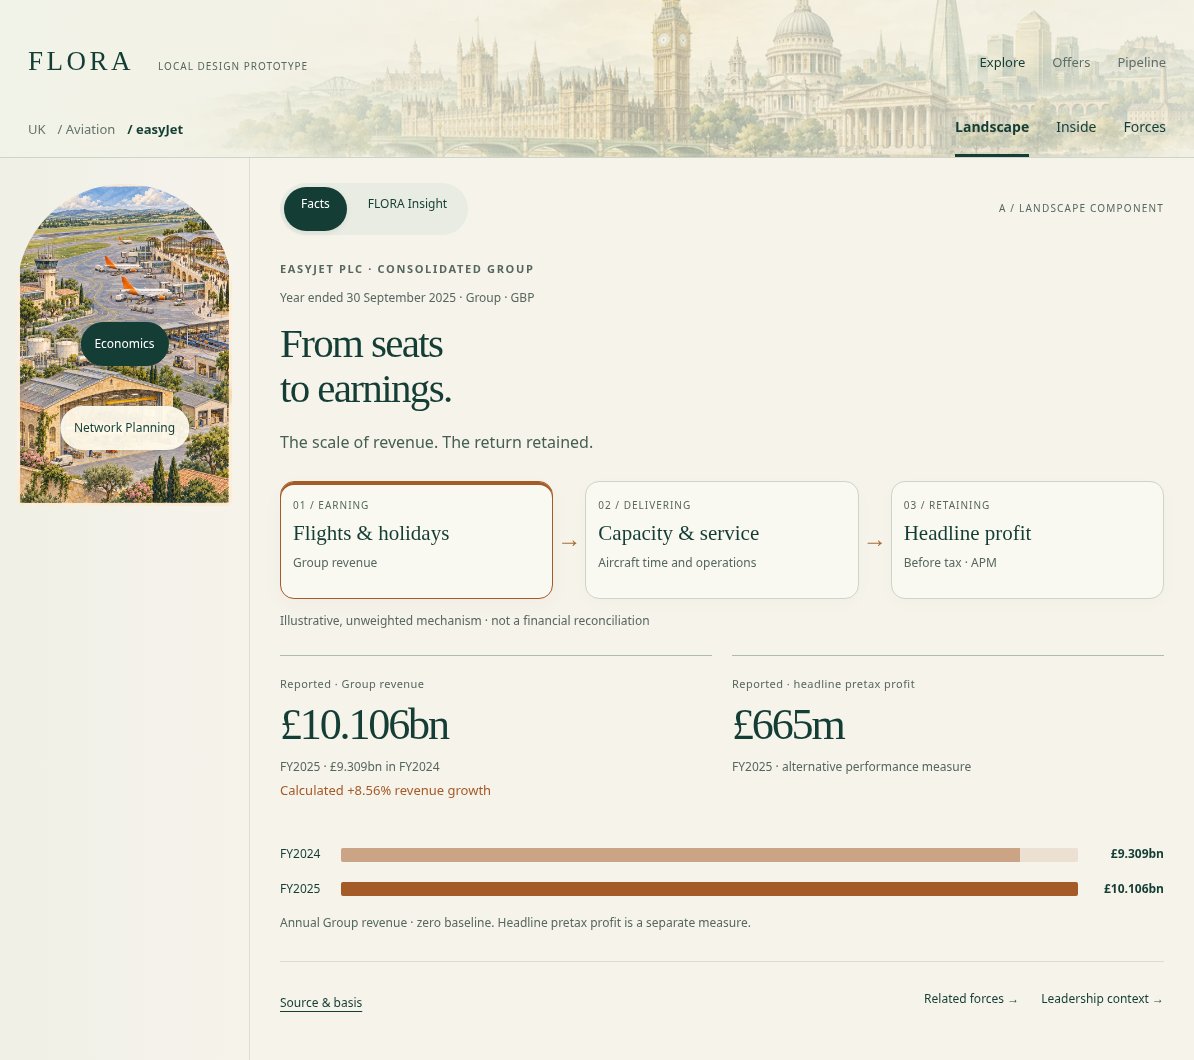 FLORA
LOCAL DESIGN PROTOTYPE
Explore
Offers
Pipeline
UK / Aviation / easyJet
Landscape
Inside
Forces
Economics
Network Planning
Facts
FLORA Insight
A / LANDSCAPE COMPONENT
EASYJET PLC · CONSOLIDATED GROUP
Year ended 30 September 2025 · Group · GBP
From seats
to earnings.
The scale of revenue. The return retained.
01 / EARNING
Flights & holidays
Group revenue
→
02 / DELIVERING
Capacity & service
Aircraft time and operations
→
03 / RETAINING
Headline profit
Before tax · APM
Illustrative, unweighted mechanism · not a financial reconciliation
Reported · Group revenue
£10.106bn
FY2025 · £9.309bn in FY2024
Calculated +8.56% revenue growth
Reported · headline pretax profit
£665m
FY2025 · alternative performance measure
FY2024 £9.309bn
FY2025 £10.106bn
Annual Group revenue · zero baseline. Headline pretax profit is a separate measure.
Source & basis
Related forces →
Leadership context →